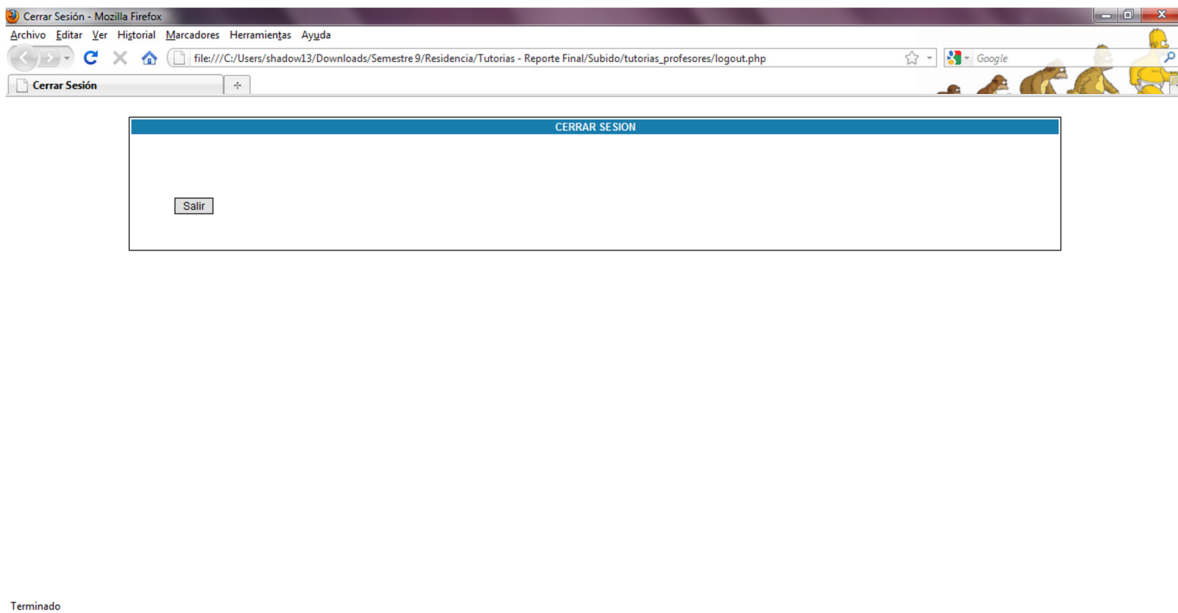 Cerrar Sesión - Mozilla Firefox
Archivo Editar Ver Historial Marcadores Herramientas Ayuda
file:///C:/Users/shadow13/Downloads/Semestre 9/Residencia/Tutorias - Reporte Final/Subido/tutorias_profesores/logout.php Google
Cerrar Sesión
CERRAR SESION
Salir
Terminado